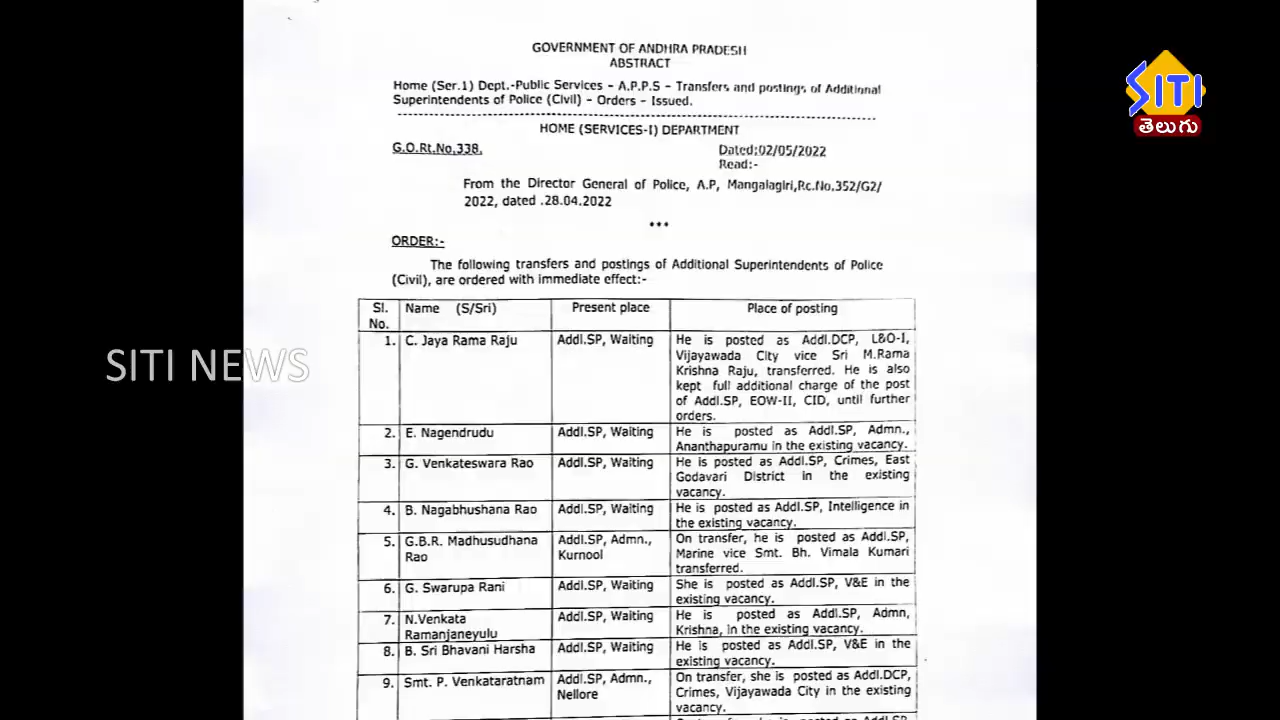 GOVERNMENT OF ANDHRA PRADESH
ABSTRACT
Home (Ser.1) Dept.-Public Services - A.P.P.S - Transfers and postings of Additional
Superintendents of Police (Civil) - Orders - Issued.
HOME (SERVICES-I) DEPARTMENT
G.O.Rt.No.338. Dated:02/05/2022
Read:-
From the Director General of Police, A.P, Mangalagiri,Rc.No.352/G2/
2022, dated .28.04.2022
***
ORDER:-
The following transfers and postings of Additional Superintendents of Police
(Civil), are ordered with immediate effect:-
Sl. Name (S/Sri) Present place Place of posting
No.
1. C. Jaya Rama Raju Addl.SP, Waiting He is posted as Addl.DCP, L&O-I,
Vijayawada City vice Sri M.Rama
Krishna Raju, transferred. He is also
kept full additional charge of the post
of Addl.SP, EOW-II, CID, until further
orders.
2. E. Nagendrudu Addl.SP, Waiting He is posted as Addl.SP, Admn.,
Ananthapuramu in the existing vacancy.
3. G. Venkateswara Rao Addl.SP, Waiting He is posted as Addl.SP, Crimes, East
Godavari District in the existing
vacancy.
4. B. Nagabhushana Rao Addl.SP, Waiting He is posted as Addl.SP, Intelligence in
the existing vacancy.
5. G.B.R. Madhusudhana Addl.SP, Admn., On transfer, he is posted as Addl.SP,
Rao Kurnool Marine vice Smt. Bh. Vimala Kumari
transferred.
6. G. Swarupa Rani Addl.SP, Waiting She is posted as Addl.SP, V&E in the
existing vacancy.
7. N.Venkata Addl.SP, Waiting He is posted as Addl.SP, Admn,
Ramanjaneyulu Krishna, in the existing vacancy.
8. B. Sri Bhavani Harsha Addl.SP, Waiting He is posted as Addl.SP, V&E in the
existing vacancy.
9. Smt. P. Venkataratnam Addl.SP, Admn., On transfer, she is posted as Addl.DCP,
Nellore Crimes, Vijayawada City in the existing
vacancy.
SITI NEWS
SITI
తెలుగు